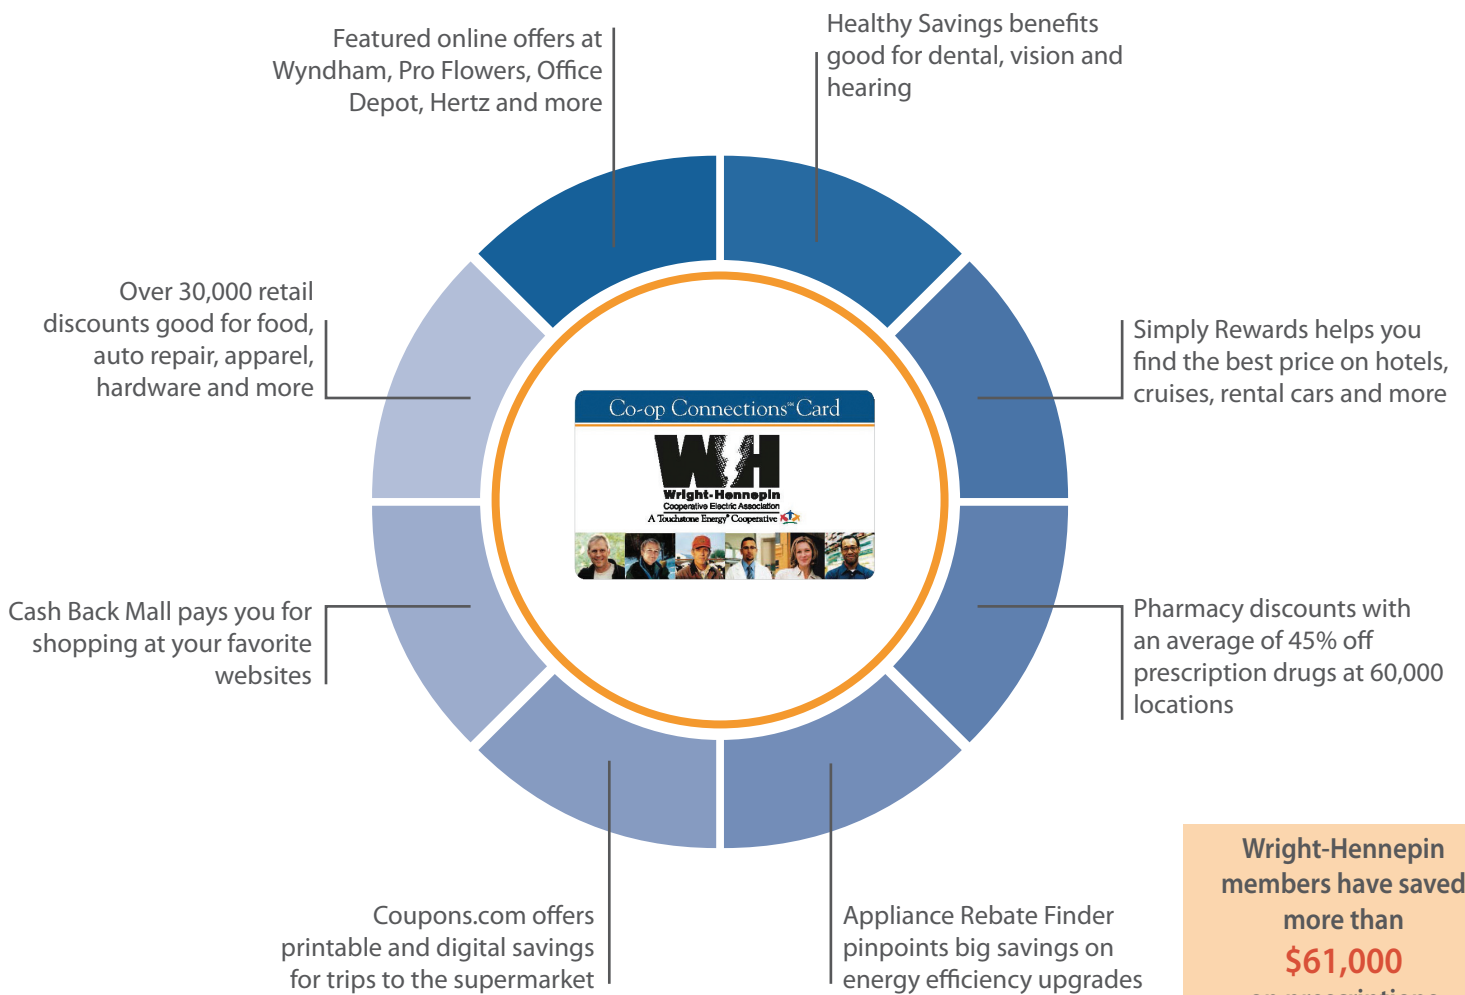 Featured online offers at
Wyndham, Pro Flowers, Office
Depot, Hertz and more
Healthy Savings benefits
good for dental, vision and
hearing
Over 30,000 retail
discounts good for food,
auto repair, apparel,
hardware and more
Simply Rewards helps you
find the best price on hotels,
cruises, rental cars and more
Co-op Connections℠ Card
WH
Wright-Hennepin
Cooperative Electric Association
A Touchstone Energy® Cooperative
Cash Back Mall pays you for
shopping at your favorite
websites
Pharmacy discounts with
an average of 45% off
prescription drugs at 60,000
locations
Coupons.com offers
printable and digital savings
for trips to the supermarket
Appliance Rebate Finder
pinpoints big savings on
energy efficiency upgrades
Wright-Hennepin
members have saved
more than
$61,000
on prescriptions